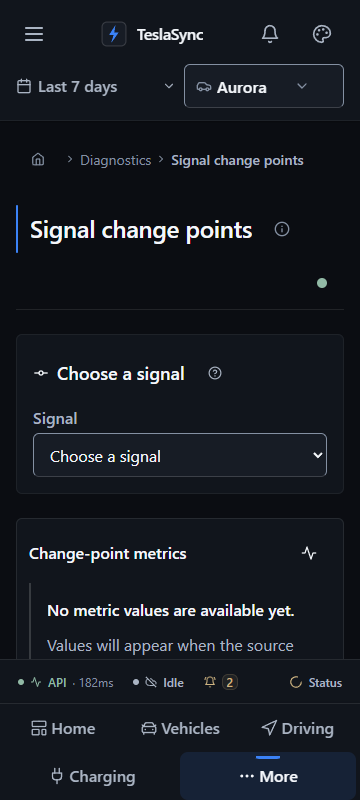 TeslaSync
Last 7 days
Aurora
Diagnostics
Signal change points
Signal change points
Choose a signal
Signal
Choose a signal
Change-point metrics
No metric values are available yet.
Values will appear when the source
API · 182ms
Idle
2
Status
Home
Vehicles
Driving
Charging
More